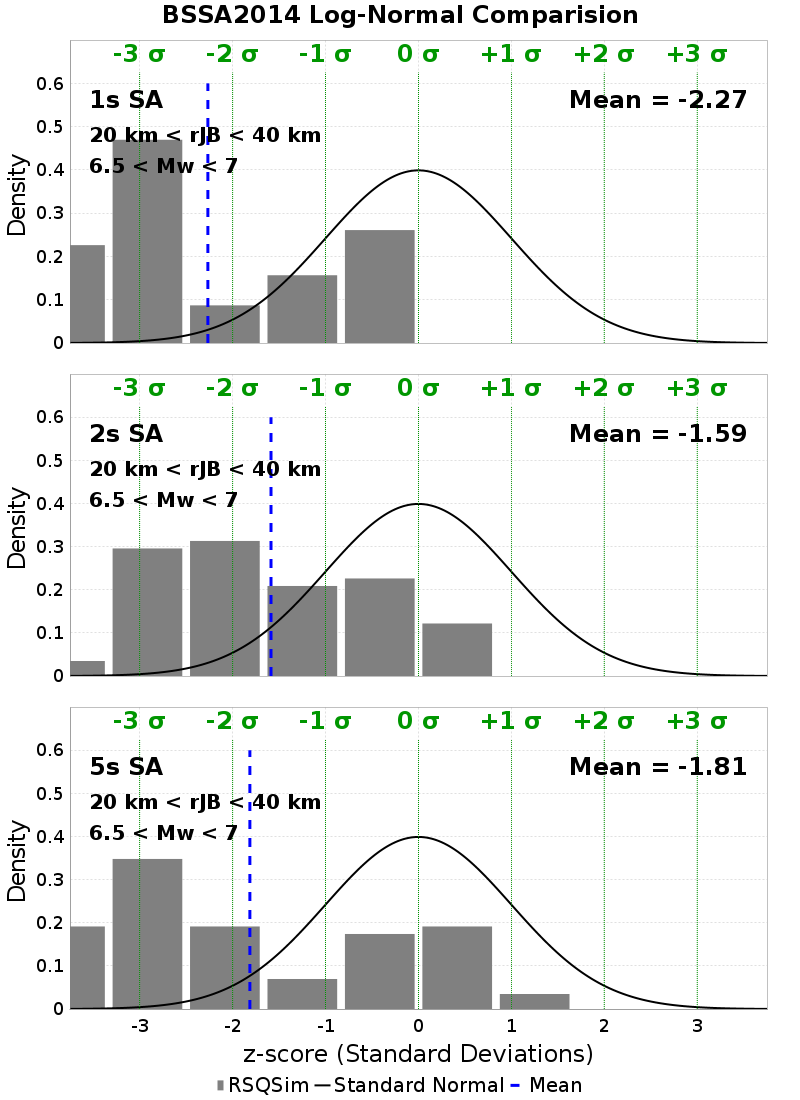 BSSA2014 Log-Normal Comparision
-3 σ -2 σ -1 σ 0 σ +1 σ +2 σ +3 σ
0.6
1s SA Mean = -2.27
0.5
20 km < rJB < 40 km
6.5 < Mw < 7
0.4
0.3
0.2
0.1
0
Density
-3 σ -2 σ -1 σ 0 σ +1 σ +2 σ +3 σ
0.6
2s SA Mean = -1.59
0.5
20 km < rJB < 40 km
6.5 < Mw < 7
0.4
0.3
0.2
0.1
0
Density
-3 σ -2 σ -1 σ 0 σ +1 σ +2 σ +3 σ
0.6
5s SA Mean = -1.81
0.5
20 km < rJB < 40 km
6.5 < Mw < 7
0.4
0.3
0.2
0.1
0
Density
-3 -2 -1 0 1 2 3
z-score (Standard Deviations)
RSQSim Standard Normal Mean